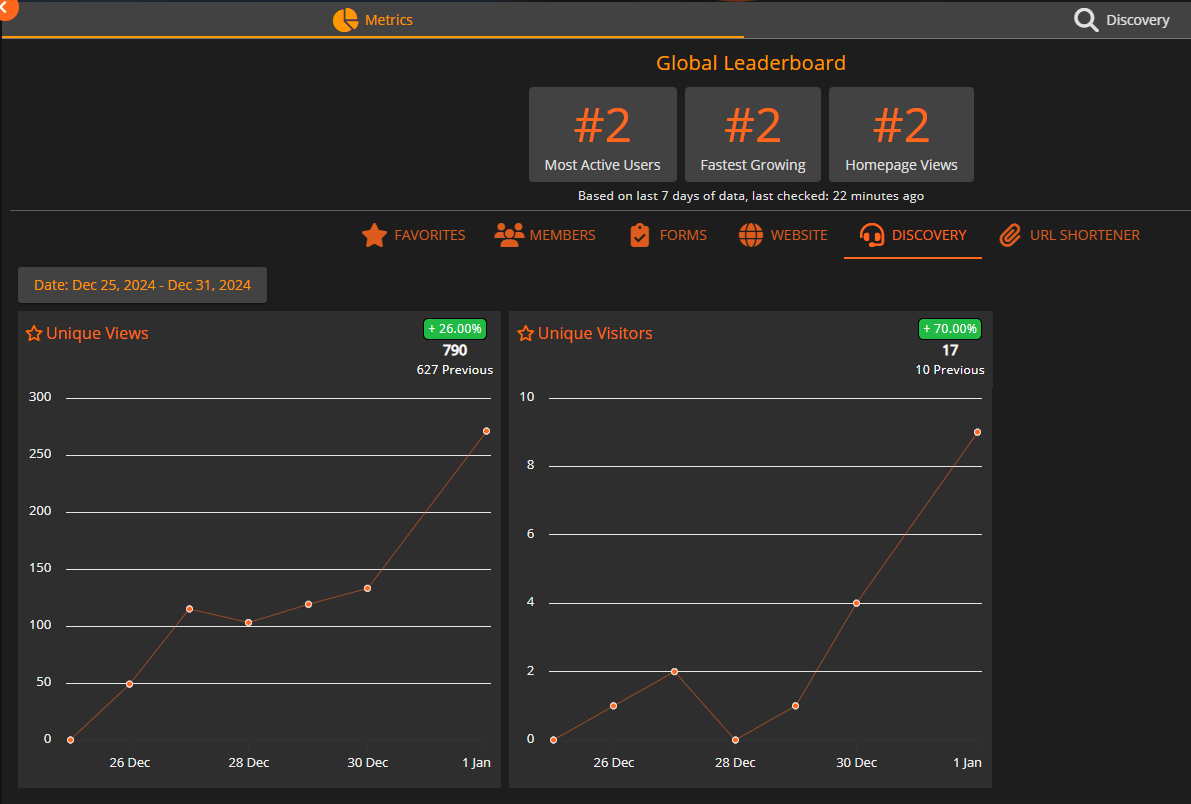 Metrics
Discovery
Global Leaderboard
#2
Most Active Users
#2
Fastest Growing
#2
Homepage Views
Based on last 7 days of data, last checked: 22 minutes ago
FAVORITES
MEMBERS
FORMS
WEBSITE
DISCOVERY
URL SHORTENER
Date: Dec 25, 2024 - Dec 31, 2024
Unique Views
+ 26.00%
790
627 Previous
300
250
200
150
100
50
0
26 Dec
28 Dec
30 Dec
1 Jan
Unique Visitors
+ 70.00%
17
10 Previous
10
8
6
4
2
0
26 Dec
28 Dec
30 Dec
1 Jan